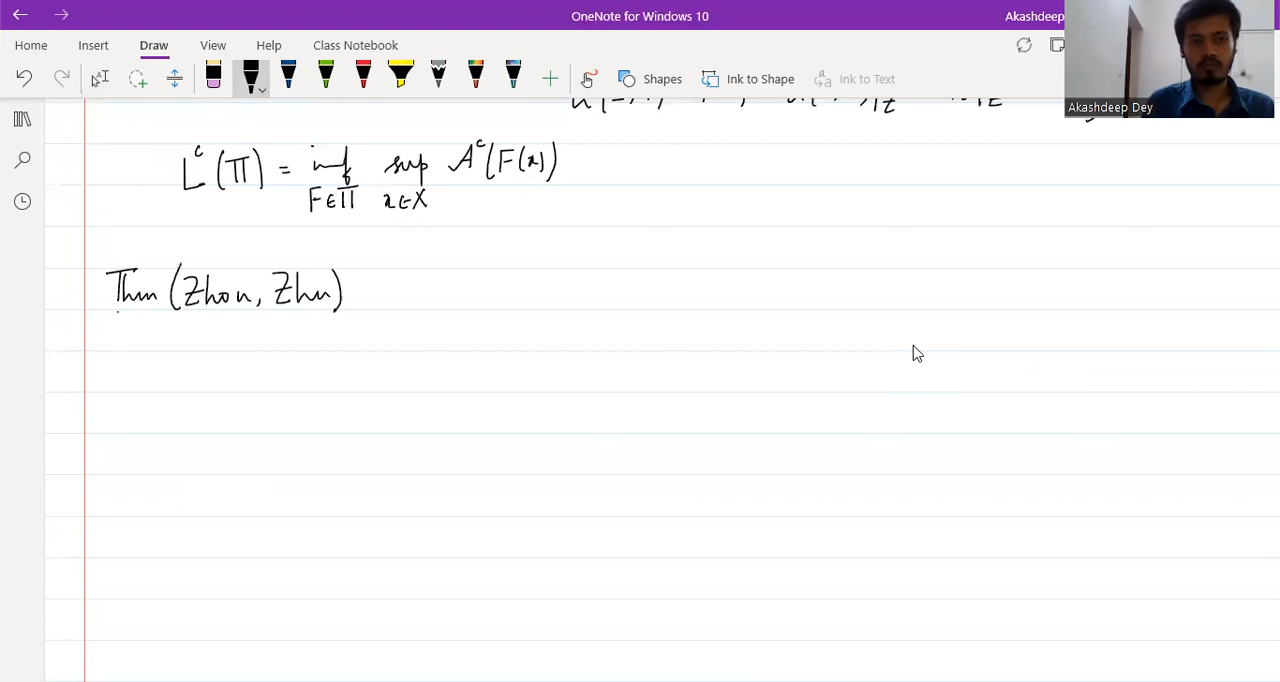 OneNote for Windows 10
Akashdeep
Home Insert Draw View Help Class Notebook
Shapes Ink to Shape Ink to Text
Akashdeep Dey
L^c(Π) = inf sup A^c(F(x))
F∈Π x∈X
Thm (Zhou, Zhu)